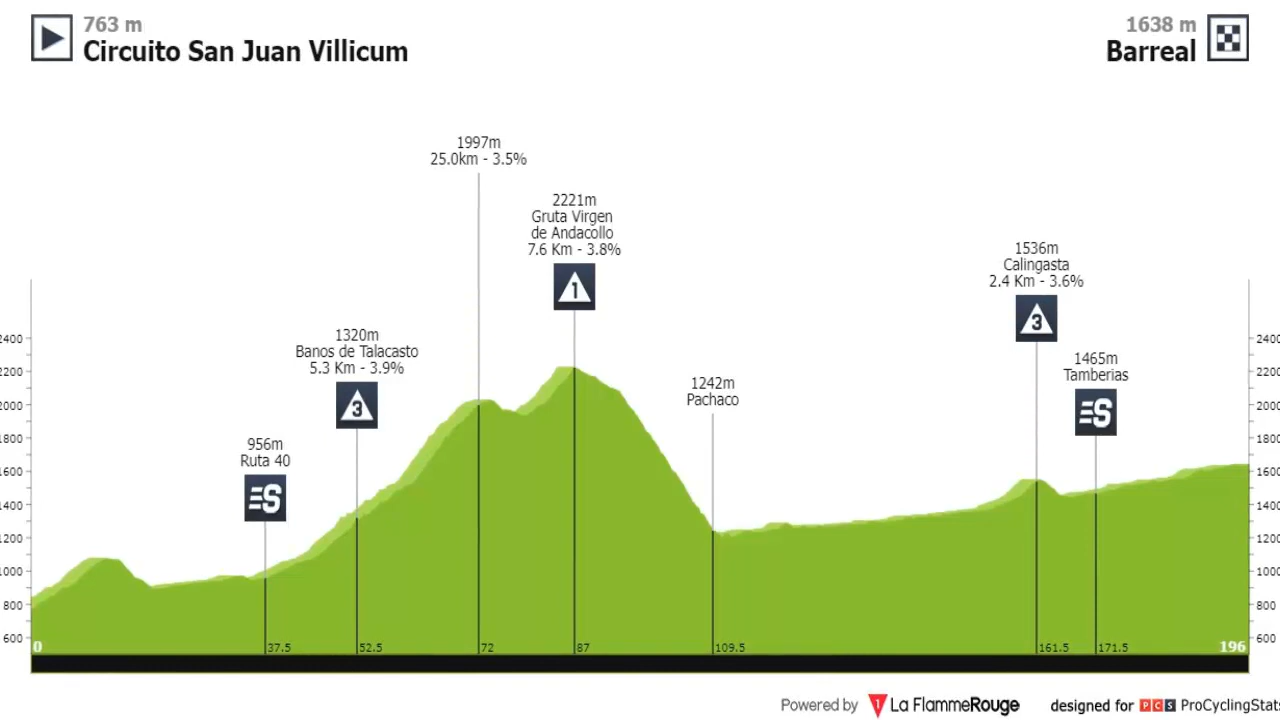 763 m
Circuito San Juan Villicum
1638 m
Barreal
1997m
25.0km - 3.5%
2221m
Gruta Virgen
de Andacollo
7.6 Km - 3.8%
1
1536m
Calingasta
2.4 Km - 3.6%
3
1320m
Banos de Talacasto
5.3 Km - 3.9%
3
1465m
Tamberias
S
1242m
Pachaco
956m
Ruta 40
S
2400
2200
2000
1800
1600
1400
1200
1000
800
600
2400
2200
2000
1800
1600
1400
1200
1000
800
600
0
37.5
52.5
72
87
109.5
161.5
171.5
196
Powered by 1 La FlammeRouge designed for PCS ProCyclingStats